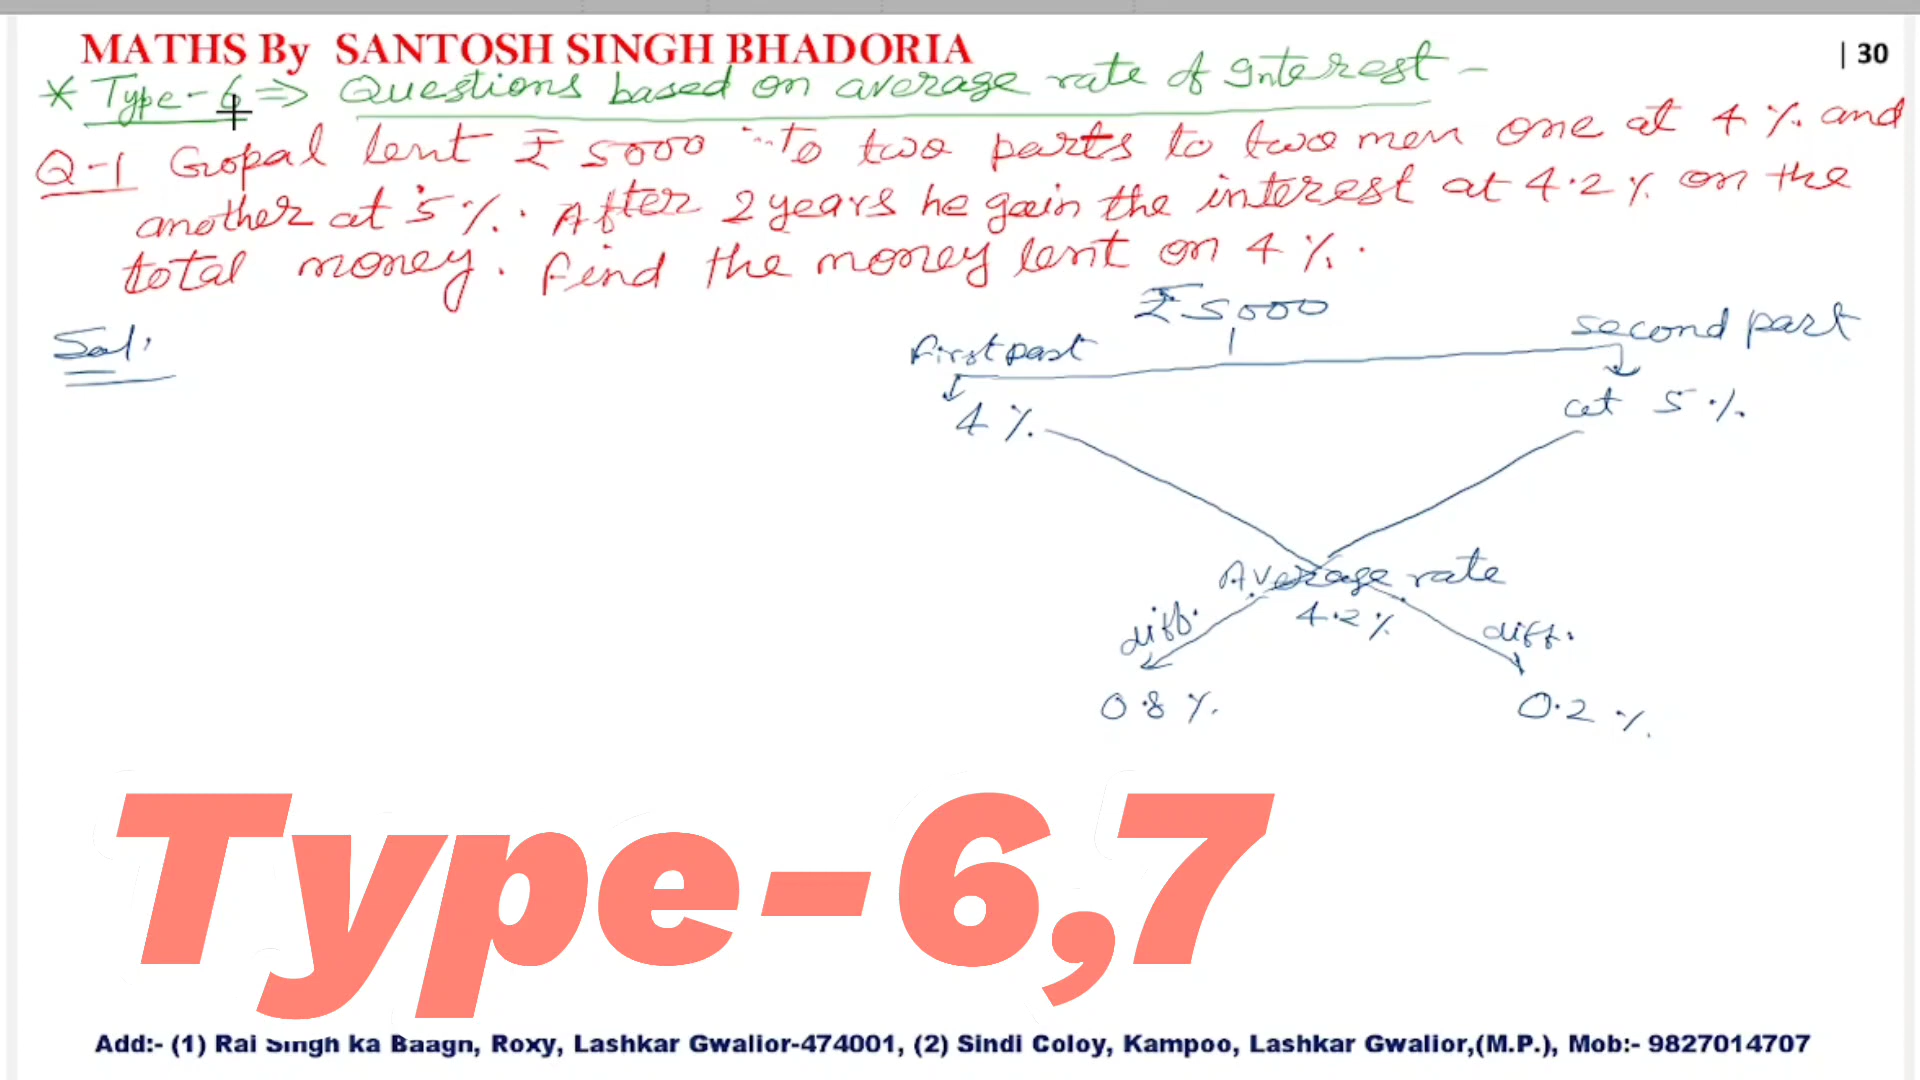 MATHS By SANTOSH SINGH BHADORIA
| 30
* Type-6 ⇒ Questions based on average rate of Interest -
Q-1 Gopal lent ₹ 5000 into two parts to two men one at 4 %. and
another at 5 %. After 2 years he gain the interest at 4.2 % on the
total money. Find the money lent on 4 %.
Sol.
₹ 5000
First part
second part
4 %.
at 5 %.
Average rate
4.2 %
diff.
diff.
0.8 %.
0.2 %.
Type-6,7
Add:- (1) Rai Singh ka Baagn, Roxy, Lashkar Gwalior-474001, (2) Sindi Coloy, Kampoo, Lashkar Gwalior,(M.P.), Mob:- 9827014707